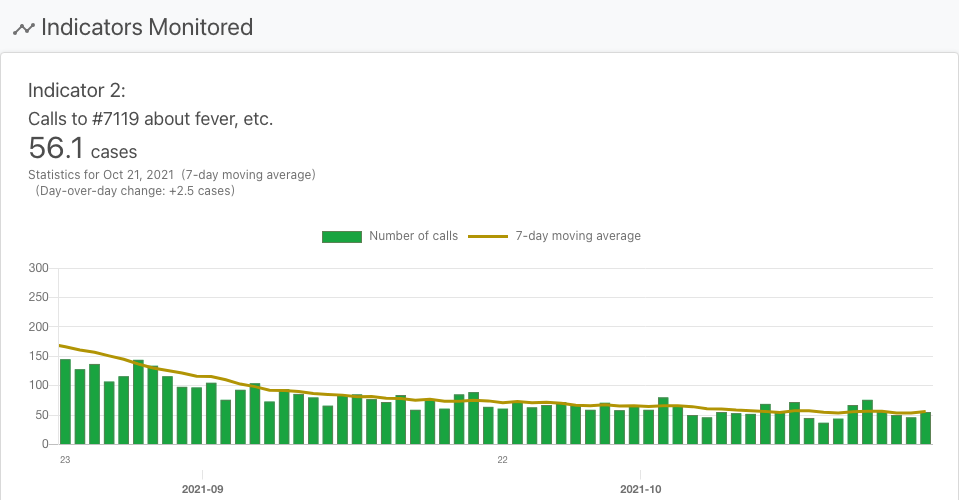 Indicators Monitored
Indicator 2:
Calls to #7119 about fever, etc.
56.1 cases
Statistics for Oct 21, 2021 (7-day moving average)
(Day-over-day change: +2.5 cases)
Number of calls 7-day moving average
300
250
200
150
100
50
0
23 22
2021-09 2021-10